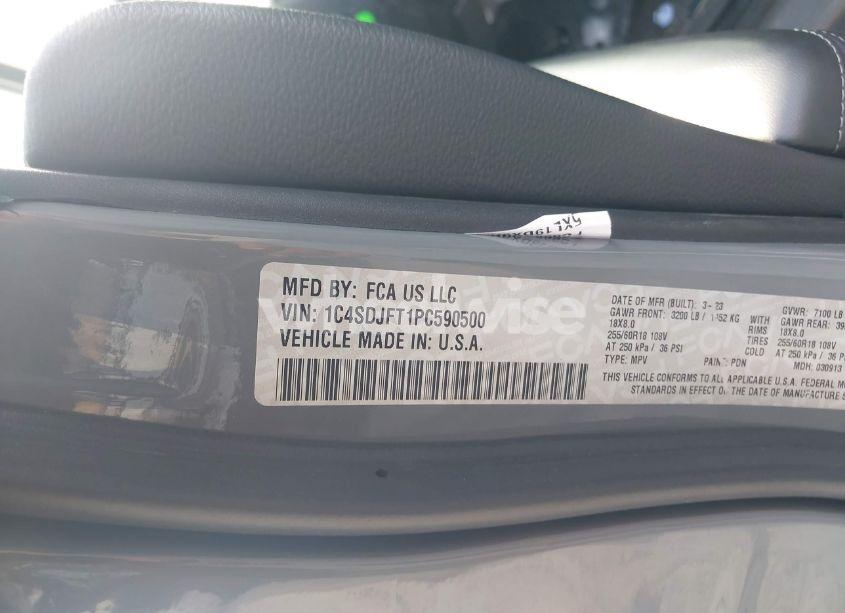 5XL19DX9
MFD BY: FCA US LLC
VIN: 1C4SDJFT1PC590500
VEHICLE MADE IN: U.S.A.
DATE OF MFR (BUILT): 3-23
GAWR FRONT: 3200 LB / 1452 KG WITH
18X8.0 RIMS
255/60R18 108V TIRES
AT 250 kPa / 36 PSI COLD
TYPE: MPV PAINT: PDN
GVWR: 7100 LB
GAWR REAR: 39
18X8.0
255/60R18 108V
AT 250 kPa / 36 P
MDH: 030913
THIS VEHICLE CONFORMS TO ALL APPLICABLE U.S.A. FEDERAL MO
STANDARDS IN EFFECT ON THE DATE OF MANUFACTURE S